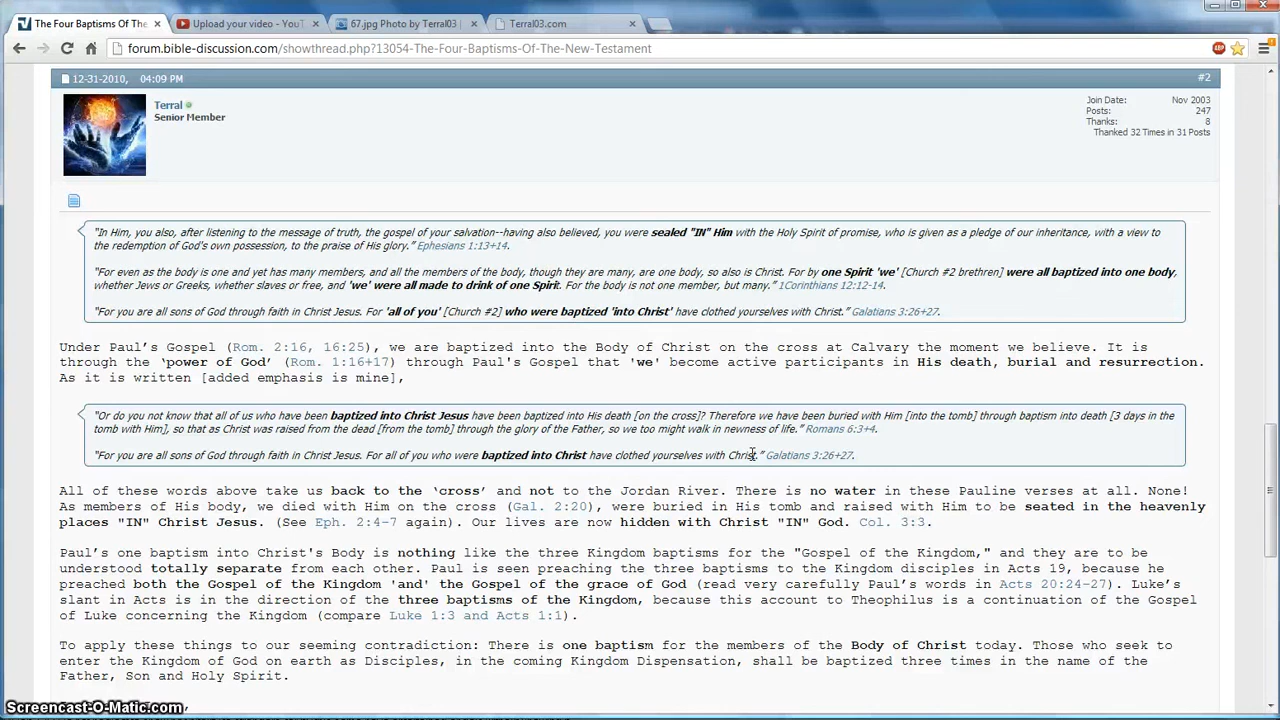 The Four Baptisms Of The
Upload your video - YouT
67.jpg Photo by Terral03 |
Terral03.com
forum.bible-discussion.com/showthread.php?13054-The-Four-Baptisms-Of-The-New-Testament
ABP
12-31-2010, 04:09 PM
#2
Terral
Senior Member
Join Date: Nov 2003
Posts: 247
Thanks: 8
Thanked 32 Times in 31 Posts
"In Him, you also, after listening to the message of truth, the gospel of your salvation--having also believed, you were sealed "IN" Him with the Holy Spirit of promise, who is given as a pledge of our inheritance, with a view to
the redemption of God's own possession, to the praise of His glory." Ephesians 1:13+14.
"For even as the body is one and yet has many members, and all the members of the body, though they are many, are one body, so also is Christ. For by one Spirit 'we' [Church #2 brethren] were all baptized into one body,
whether Jews or Greeks, whether slaves or free, and 'we' were all made to drink of one Spirit. For the body is not one member, but many." 1Corinthians 12:12-14.
"For you are all sons of God through faith in Christ Jesus. For 'all of you' [Church #2] who were baptized 'into Christ' have clothed yourselves with Christ." Galatians 3:26+27.
Under Paul's Gospel (Rom. 2:16, 16:25), we are baptized into the Body of Christ on the cross at Calvary the moment we believe. It is
through the 'power of God' (Rom. 1:16+17) through Paul's Gospel that 'we' become active participants in His death, burial and resurrection.
As it is written [added emphasis is mine],
"Or do you not know that all of us who have been baptized into Christ Jesus have been baptized into His death [on the cross]? Therefore we have been buried with Him [into the tomb] through baptism into death [3 days in the
tomb with Him], so that as Christ was raised from the dead [from the tomb] through the glory of the Father, so we too might walk in newness of life." Romans 6:3+4.
"For you are all sons of God through faith in Christ Jesus. For all of you who were baptized into Christ have clothed yourselves with Christ." Galatians 3:26+27.
All of these words above take us back to the 'cross' and not to the Jordan River. There is no water in these Pauline verses at all. None!
As members of His body, we died with Him on the cross (Gal. 2:20), were buried in His tomb and raised with Him to be seated in the heavenly
places "IN" Christ Jesus. (See Eph. 2:4-7 again). Our lives are now hidden with Christ "IN" God. Col. 3:3.
Paul's one baptism into Christ's Body is nothing like the three Kingdom baptisms for the "Gospel of the Kingdom," and they are to be
understood totally separate from each other. Paul is seen preaching the three baptisms to the Kingdom disciples in Acts 19, because he
preached both the Gospel of the Kingdom 'and' the Gospel of the grace of God (read very carefully Paul's words in Acts 20:24-27). Luke's
slant in Acts is in the direction of the three baptisms of the Kingdom, because this account to Theophilus is a continuation of the Gospel
of Luke concerning the Kingdom (compare Luke 1:3 and Acts 1:1).
To apply these things to our seeming contradiction: There is one baptism for the members of the Body of Christ today. Those who seek to
enter the Kingdom of God on earth as Disciples, in the coming Kingdom Dispensation, shall be baptized three times in the name of the
Father, Son and Holy Spirit.
Screencast-O-Matic.com